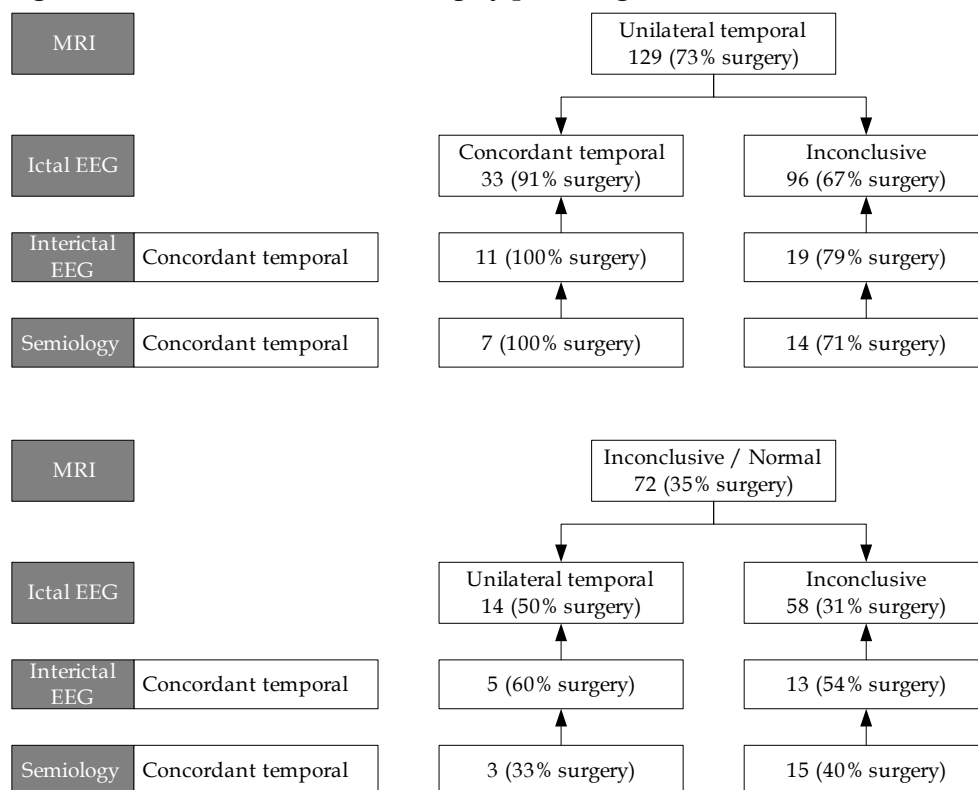 MRI
Unilateral temporal
129 (73% surgery)
Ictal EEG
Concordant temporal
33 (91% surgery)
Inconclusive
96 (67% surgery)
Interictal
EEG
Concordant temporal
11 (100% surgery)
19 (79% surgery)
Semiology
Concordant temporal
7 (100% surgery)
14 (71% surgery)
MRI
Inconclusive / Normal
72 (35% surgery)
Ictal EEG
Unilateral temporal
14 (50% surgery)
Inconclusive
58 (31% surgery)
Interictal
EEG
Concordant temporal
5 (60% surgery)
13 (54% surgery)
Semiology
Concordant temporal
3 (33% surgery)
15 (40% surgery)